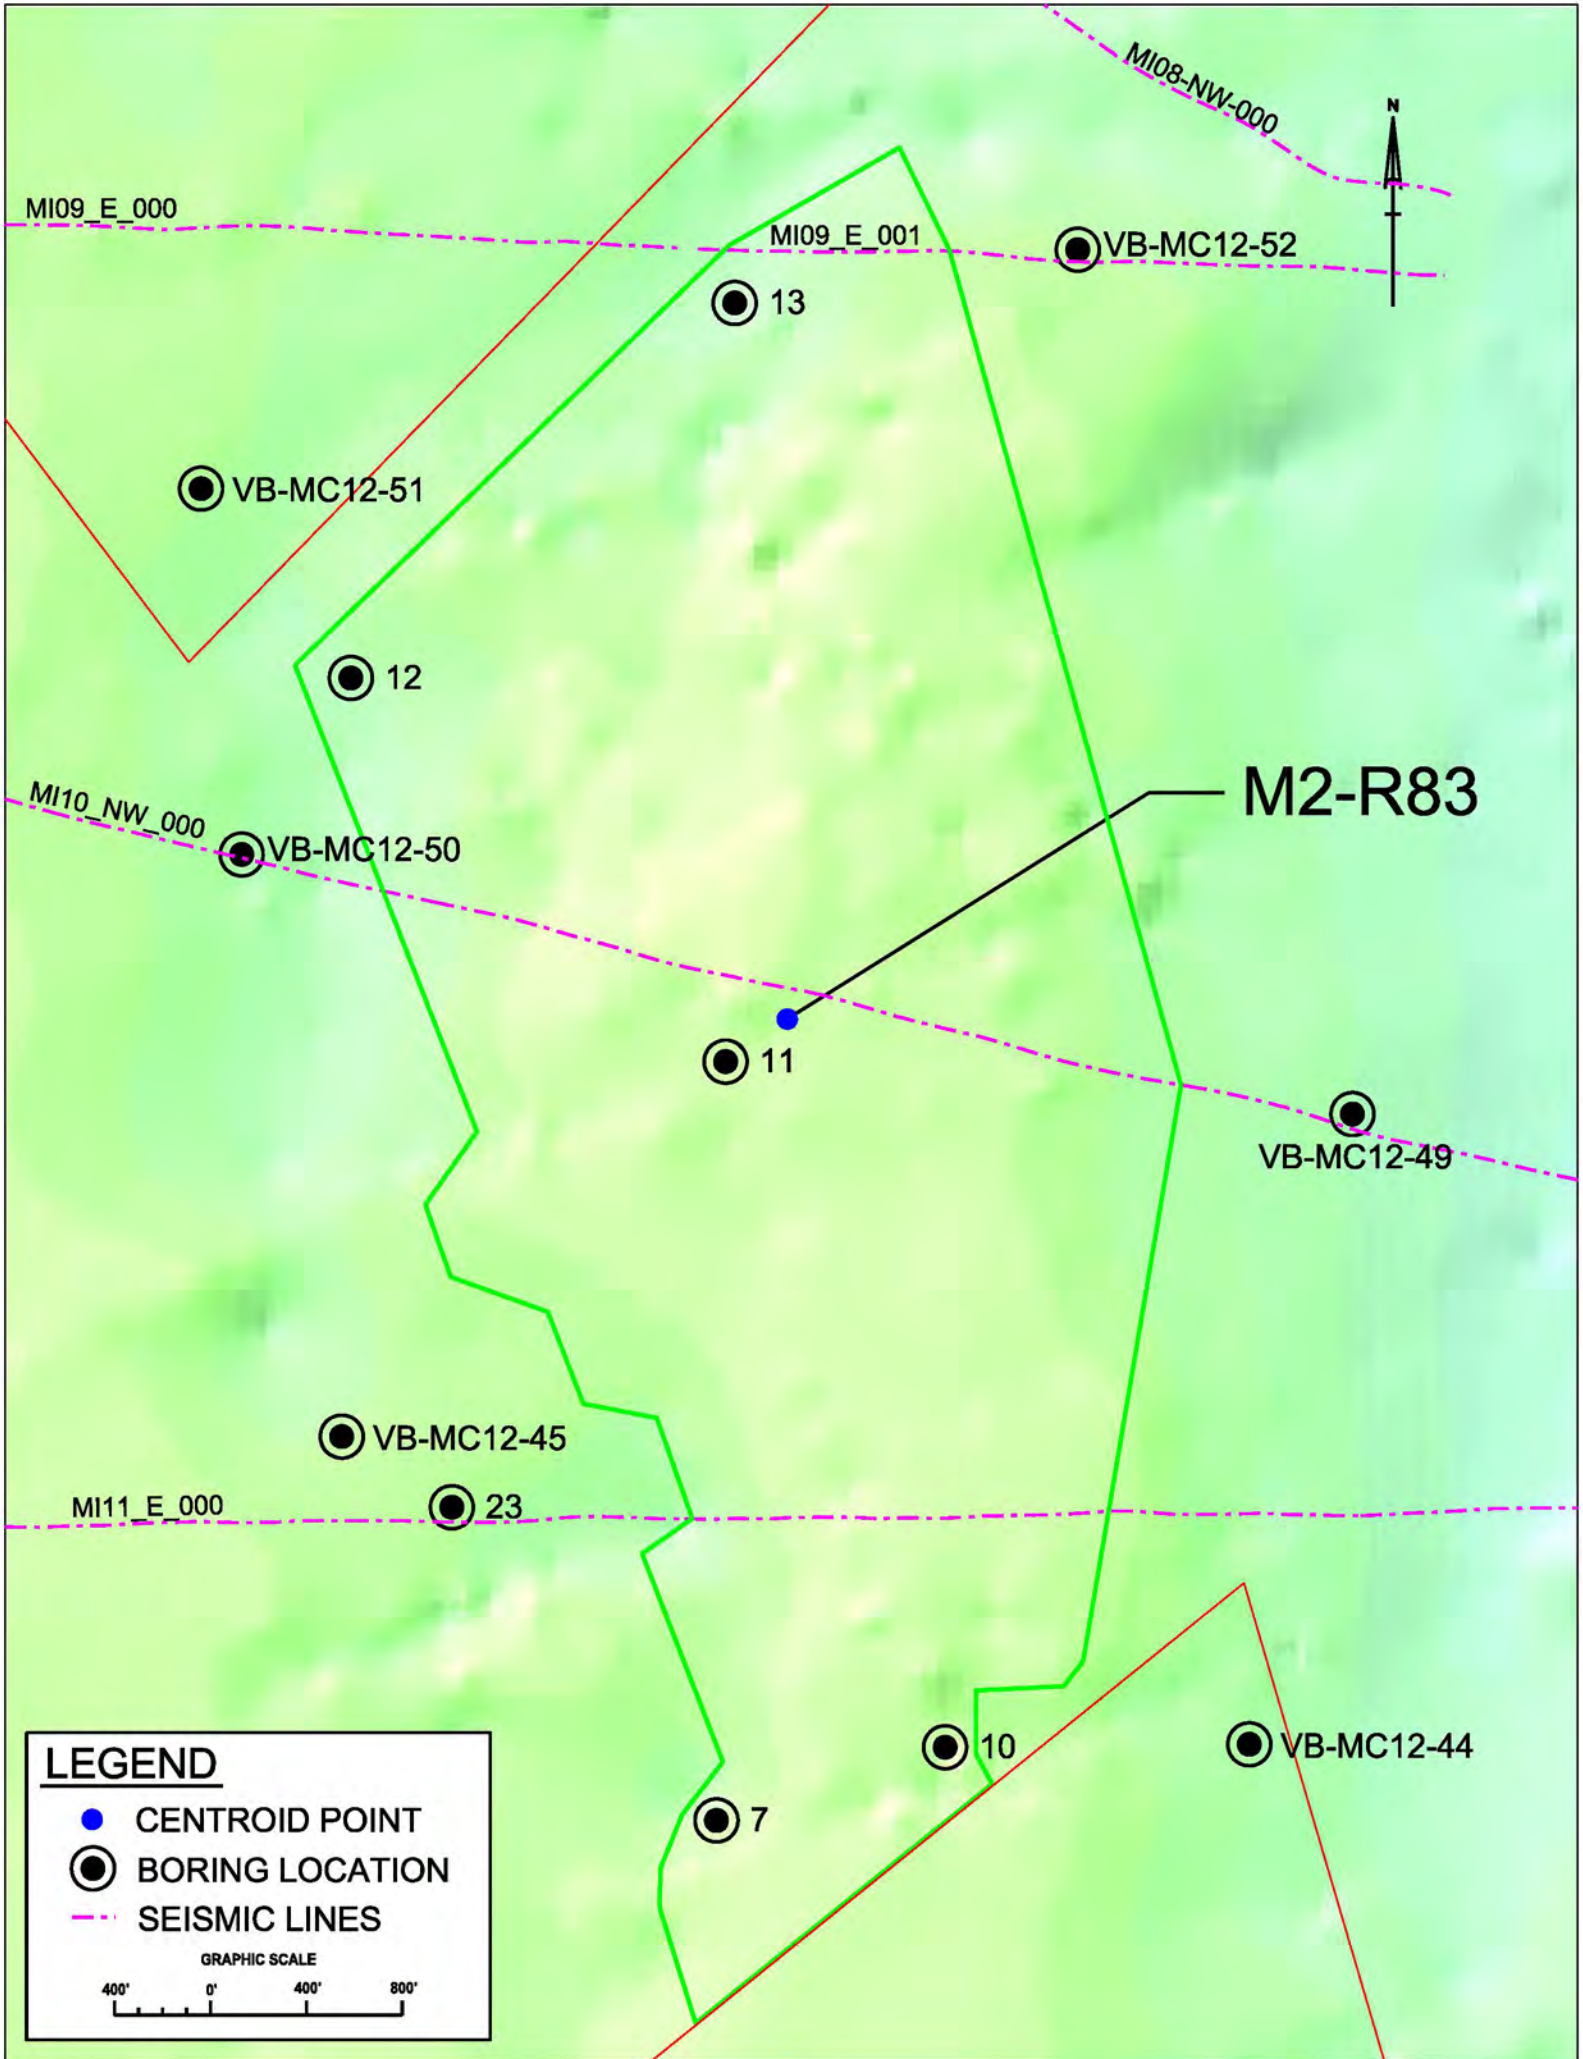 MI08-NW-000
N
MI09_E_000
MI09_E_001
VB-MC12-52
13
VB-MC12-51
12
M2-R83
MI10_NW_000
VB-MC12-50
11
VB-MC12-49
VB-MC12-45
MI11_E_000
23
10
VB-MC12-44
7
LEGEND
CENTROID POINT
BORING LOCATION
SEISMIC LINES
GRAPHIC SCALE
400' 0' 400' 800'